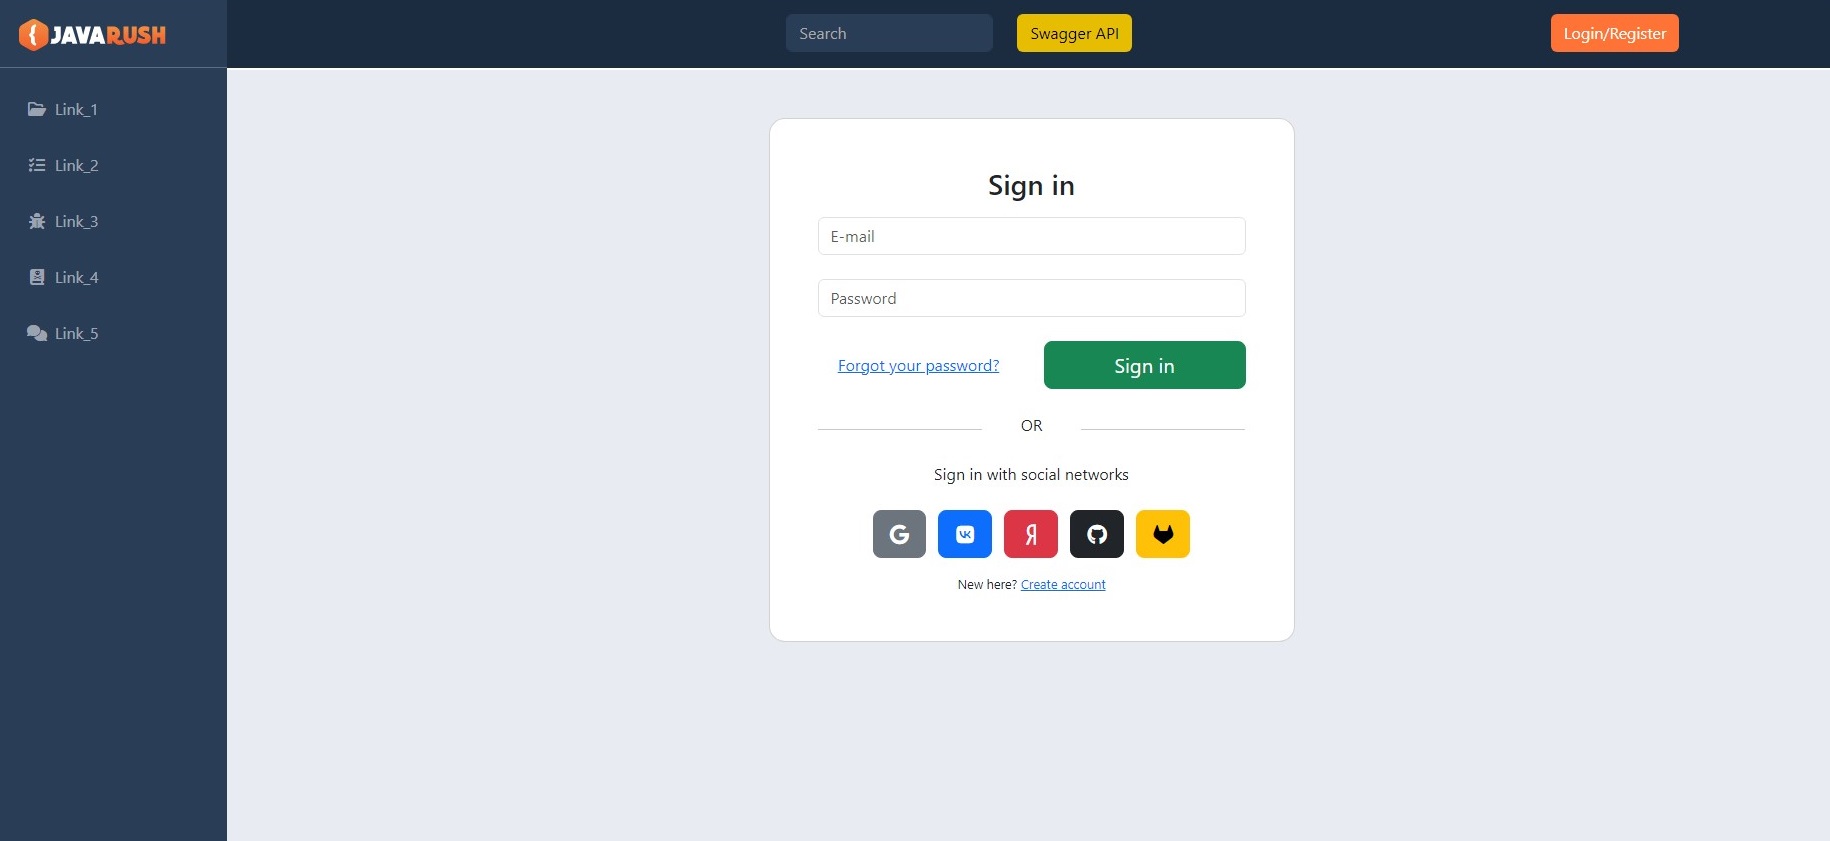 JAVARUSH
Search
Swagger API
Login/Register
Link_1
Link_2
Link_3
Link_4
Link_5
Sign in
E-mail
Password
Forgot your password?
Sign in
OR
Sign in with social networks
G VK Я
New here? Create account